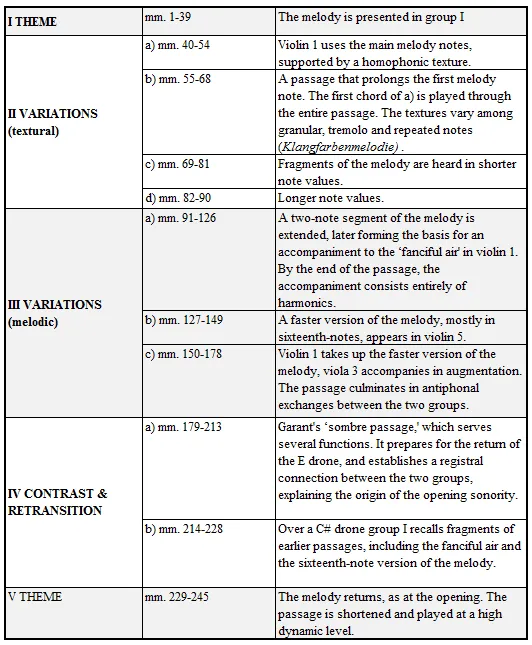 I THEME
mm. 1-39
The melody is presented in group I
II VARIATIONS
(textural)
a) mm. 40-54
Violin 1 uses the main melody notes,
supported by a homophonic texture.
b) mm. 55-68
A passage that prolongs the first melody
note. The first chord of a) is played through
the entire passage. The textures vary among
granular, tremolo and repeated notes
(Klangfarbenmelodie) .
c) mm. 69-81
Fragments of the melody are heard in shorter
note values.
d) mm. 82-90
Longer note values.
III VARIATIONS
(melodic)
a) mm. 91-126
A two-note segment of the melody is
extended, later forming the basis for an
accompaniment to the ‘fanciful air' in violin 1.
By the end of the passage, the
accompaniment consists entirely of
harmonics.
b) mm. 127-149
A faster version of the melody, mostly in
sixteenth-notes, appears in violin 5.
c) mm. 150-178
Violin 1 takes up the faster version of the
melody, viola 3 accompanies in augmentation.
The passage culminates in antiphonal
exchanges between the two groups.
IV CONTRAST &
RETRANSITION
a) mm. 179-213
Garant's ‘sombre passage,' which serves
several functions. It prepares for the return of
the E drone, and establishes a registral
connection between the two groups,
explaining the origin of the opening sonority.
b) mm. 214-228
Over a C# drone group I recalls fragments of
earlier passages, including the fanciful air and
the sixteenth-note version of the melody.
V THEME
mm. 229-245
The melody returns, as at the opening. The
passage is shortened and played at a high
dynamic level.